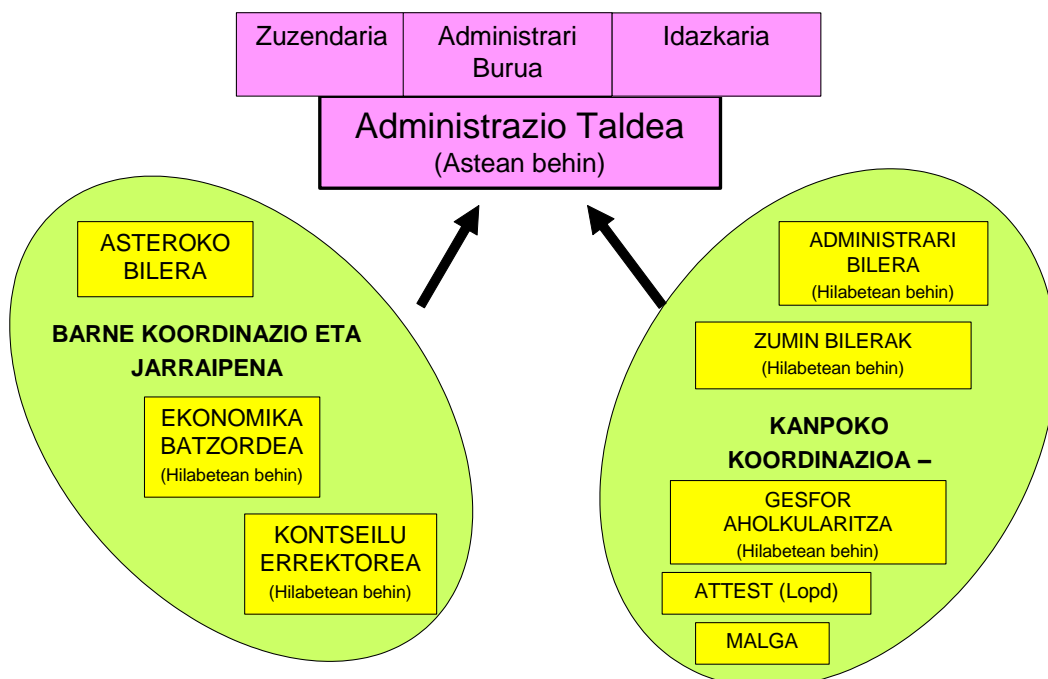 Zuzendaria
Administrari
Burua
Idazkaria
Administrazio Taldea
(Astean behin)
ASTEROKO
BILERA
BARNE KOORDINAZIO ETA
JARRAIPENA
EKONOMIKA
BATZORDEA
(Hilabetean behin)
KONTSEILU
ERREKTOREA
(Hilabetean behin)
ADMINISTRARI
BILERA
(Hilabetean behin)
ZUMIN BILERAK
(Hilabetean behin)
KANPOKO
KOORDINAZIOA –
GESFOR
AHOLKULARITZA
(Hilabetean behin)
ATTEST (Lopd)
MALGA